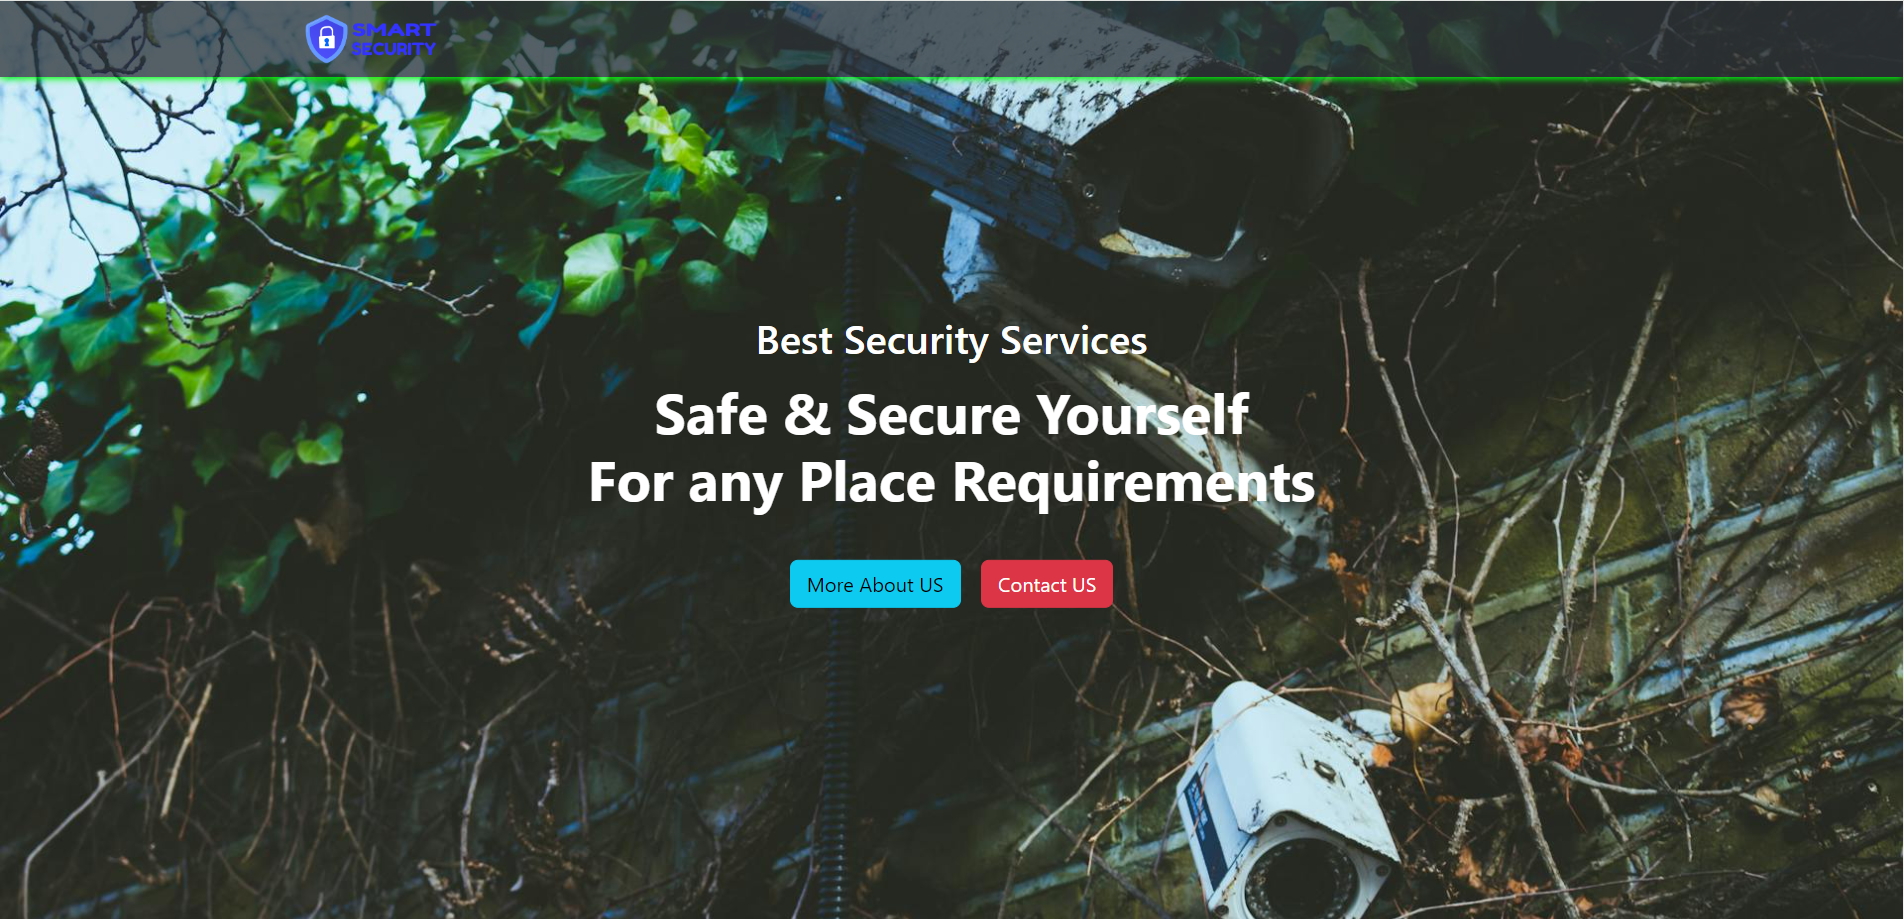 SMART
SECURITY
Best Security Services
Safe & Secure Yourself
For any Place Requirements
More About US
Contact US